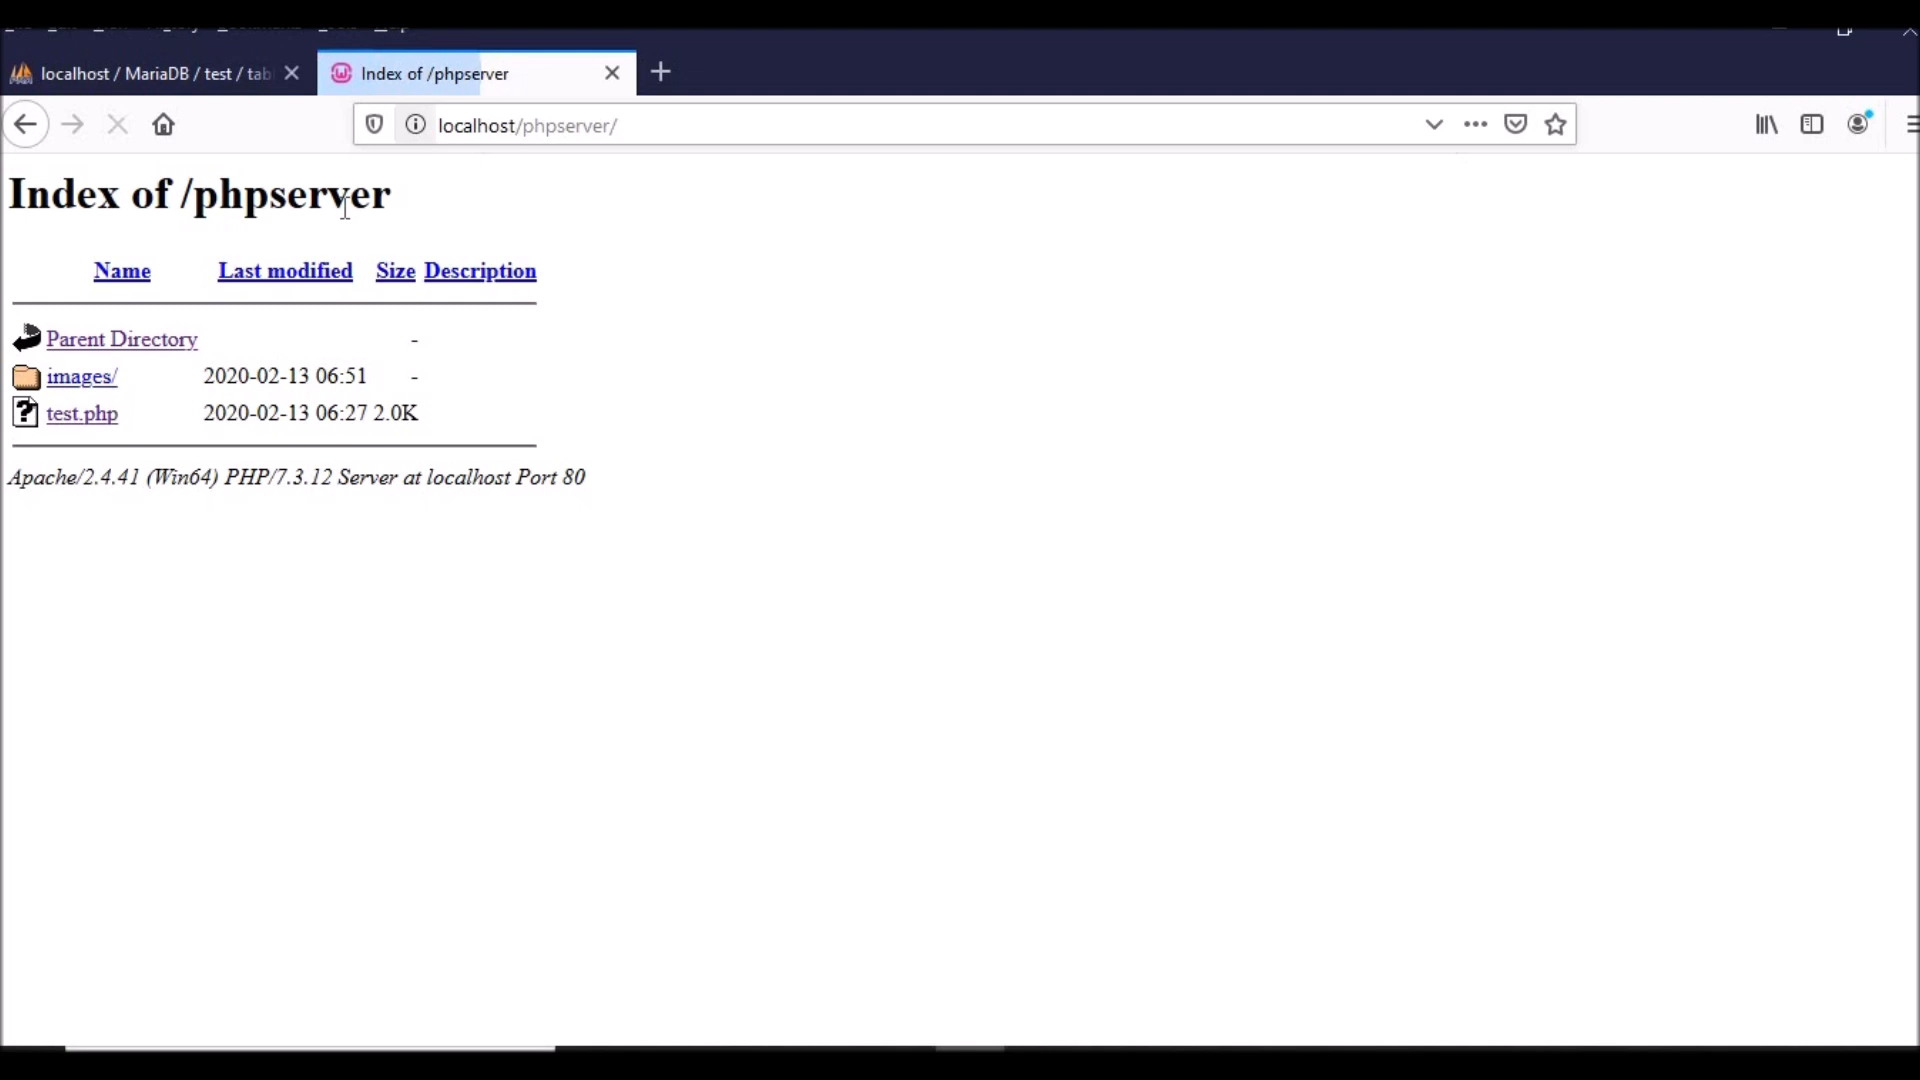 localhost / MariaDB / test / tab
Index of /phpserver
localhost/phpserver/
Index of /phpserver
Name Last modified Size Description
Parent Directory -
images/ 2020-02-13 06:51 -
test.php 2020-02-13 06:27 2.0K
Apache/2.4.41 (Win64) PHP/7.3.12 Server at localhost Port 80